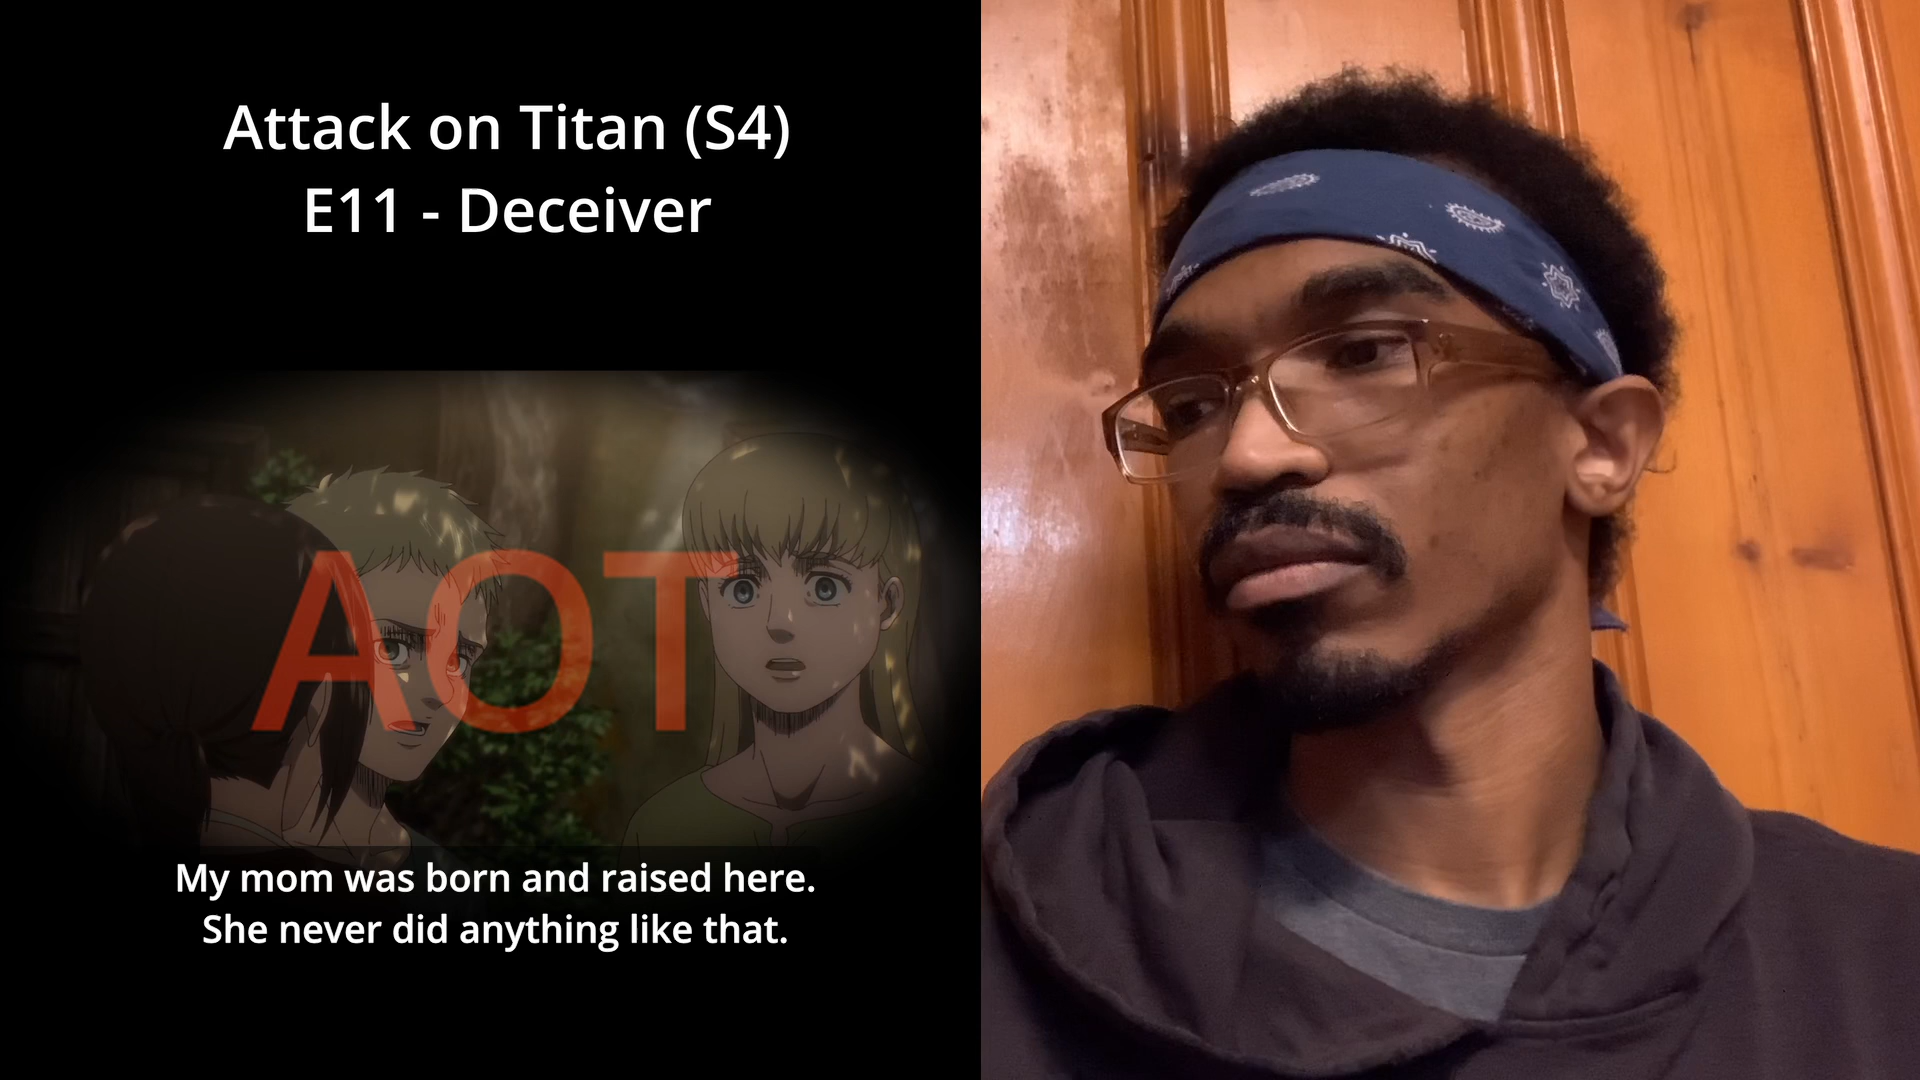 Attack on Titan (S4)
E11 - Deceiver
AOT
My mom was born and raised here.
She never did anything like that.